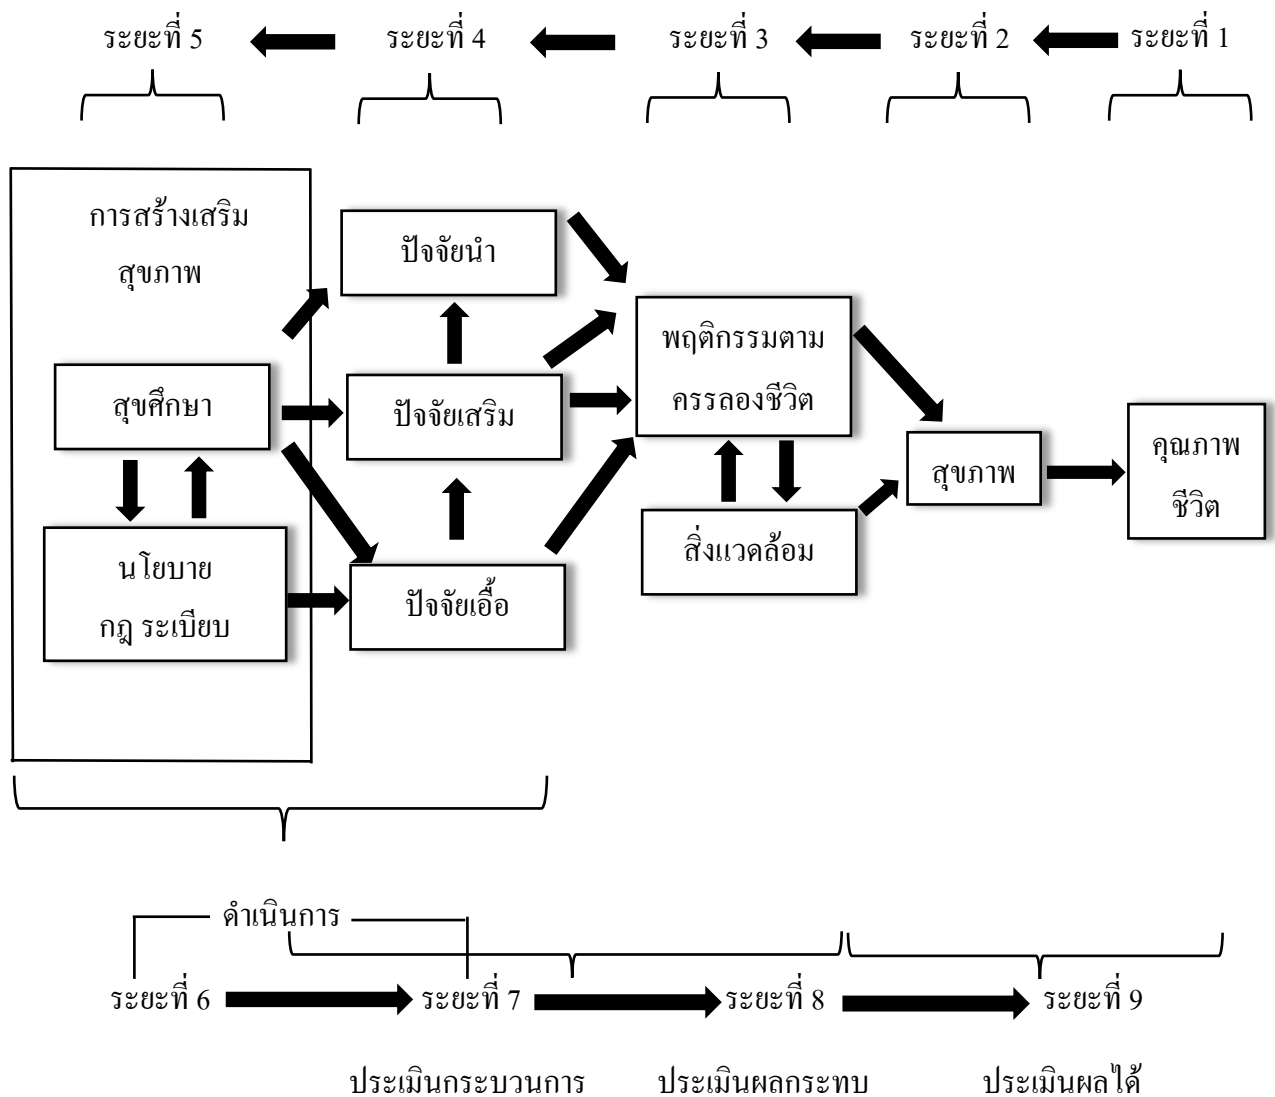 ระยะที่ 5 ระยะที่ 4 ระยะที่ 3 ระยะที่ 2 ระยะที่ 1
การสร้างเสริม
สุขภาพ
ปัจจัยนำ
สุขศึกษา
ปัจจัยเสริม
พฤติกรรมตาม
ครรลองชีวิต
นโยบาย
กฎ ระเบียบ
ปัจจัยเอื้อ
สิ่งแวดล้อม
สุขภาพ
คุณภาพ
ชีวิต
ดำเนินการ
ระยะที่ 6 ระยะที่ 7 ระยะที่ 8 ระยะที่ 9
ประเมินกระบวนการ ประเมินผลกระทบ ประเมินผลได้